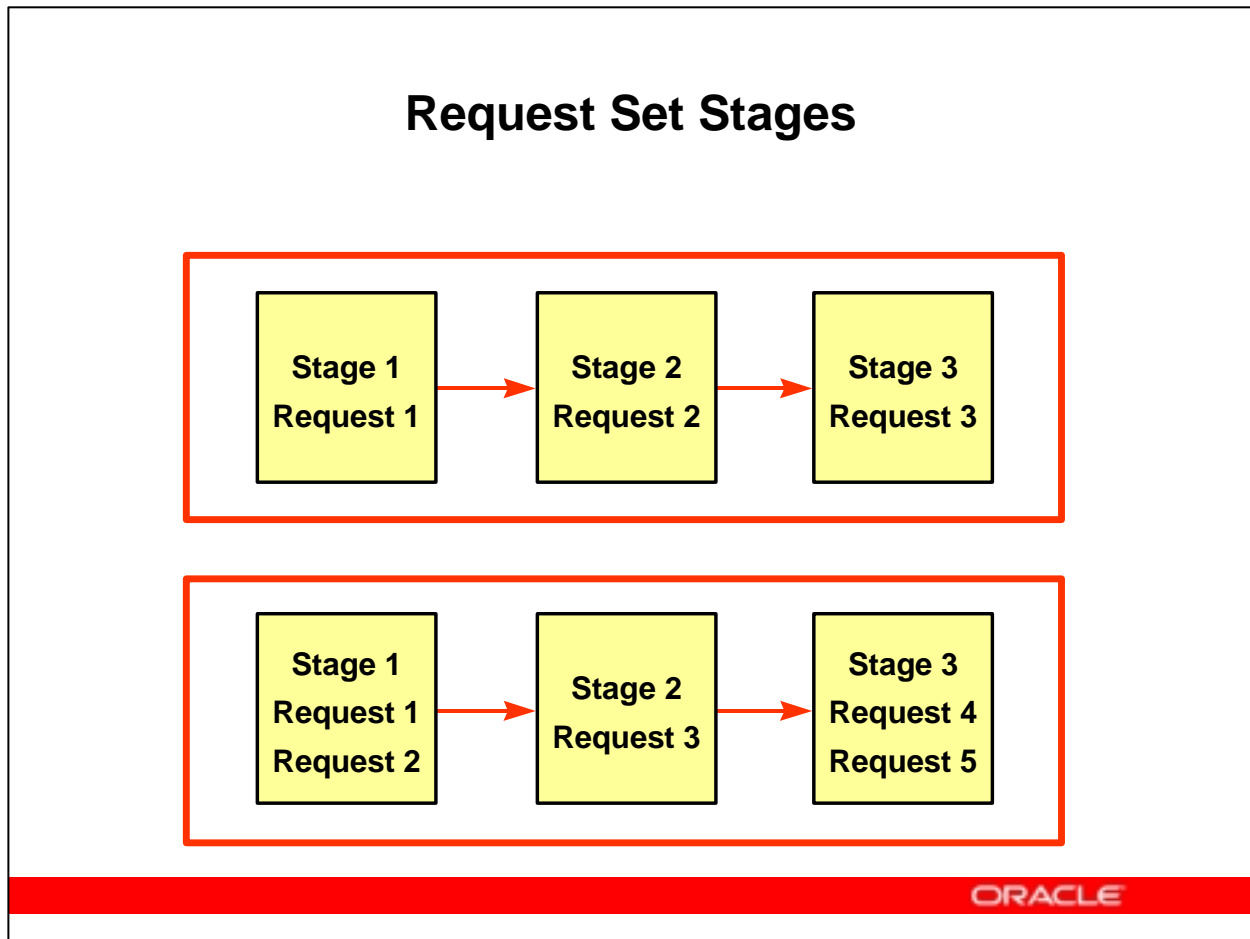 Request Set Stages
Stage 1
Request 1
Stage 2
Request 2
Stage 3
Request 3
Stage 1
Request 1
Request 2
Stage 2
Request 3
Stage 3
Request 4
Request 5
ORACLE